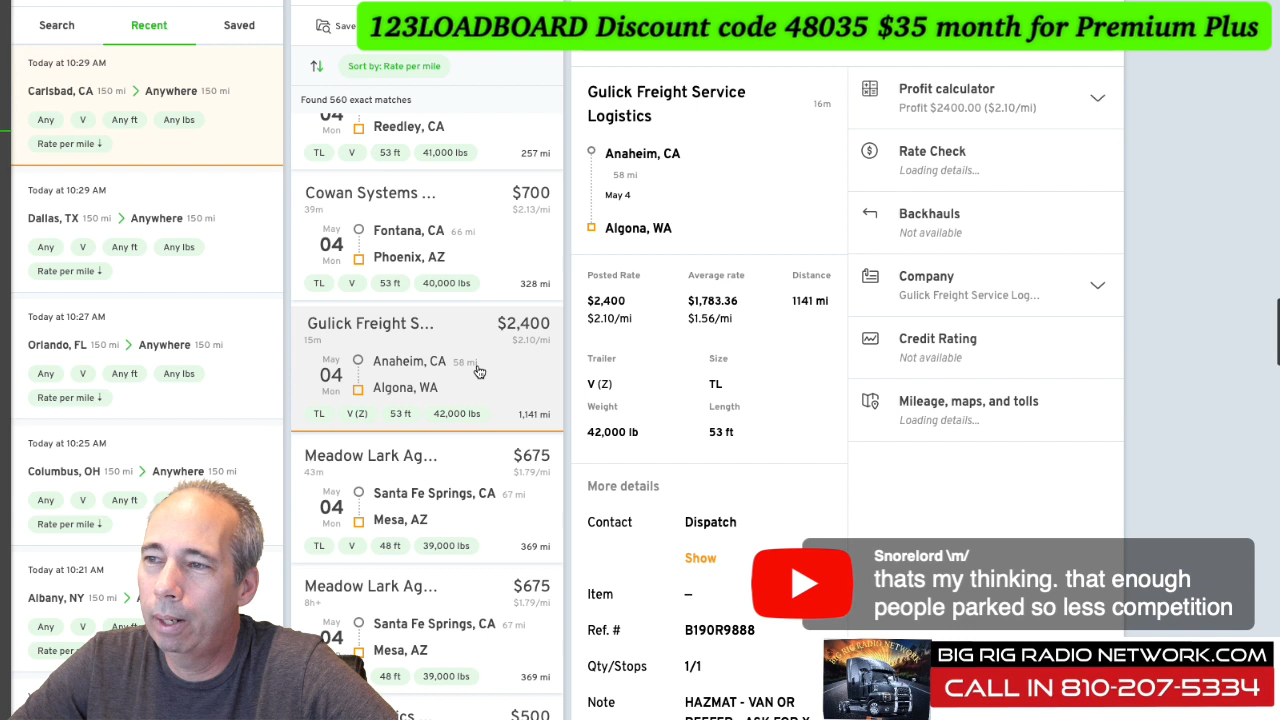 123LOADBOARD Discount code 48035 $35 month for Premium Plus
Search Recent Saved
Today at 10:29 AM
Carlsbad, CA 150 mi > Anywhere 150 mi
Any V Any ft Any lbs
Rate per mile ↓
Today at 10:29 AM
Dallas, TX 150 mi > Anywhere 150 mi
Any V Any ft Any lbs
Rate per mile ↓
Today at 10:27 AM
Orlando, FL 150 mi > Anywhere 150 mi
Any V Any ft Any lbs
Rate per mile ↓
Today at 10:25 AM
Columbus, OH 150 mi > Anywhere 150 mi
Any V Any ft Any lbs
Rate per mile ↓
Today at 10:21 AM
Albany, NY 150 mi >
Any V
Rate pe
Save
Sort by: Rate per mile
Found 560 exact matches
04
Mon
Reedley, CA
TL V 53 ft 41,000 lbs 257 mi
Cowan Systems ... $700
39m $2.13/mi
May
04
Mon
Fontana, CA 66 mi
Phoenix, AZ
TL V 53 ft 40,000 lbs 328 mi
Gulick Freight S... $2,400
15m $2.10/mi
May
04
Mon
Anaheim, CA 58 mi
Algona, WA
TL V (Z) 53 ft 42,000 lbs 1,141 mi
Meadow Lark Ag... $675
43m $1.79/mi
May
04
Mon
Santa Fe Springs, CA 67 mi
Mesa, AZ
TL V 48 ft 39,000 lbs 369 mi
Meadow Lark Ag... $675
8h+ $1.79/mi
May
04
Mon
Santa Fe Springs, CA 67 mi
Mesa, AZ
48 ft 39,000 lbs 369 mi
$500
Gulick Freight Service
Logistics
16m
Anaheim, CA
58 mi
May 4
Algona, WA
Posted Rate Average rate Distance
$2,400 $1,783.36 1141 mi
$2.10/mi $1.56/mi
Trailer Size
V (Z) TL
Weight Length
42,000 lb 53 ft
More details
Contact Dispatch
Show
Item –
Ref. # B190R9888
Qty/Stops 1/1
Note HAZMAT - VAN OR
Profit calculator
Profit $2400.00 ($2.10/mi)
Rate Check
Loading details...
Backhauls
Not available
Company
Gulick Freight Service Log...
Credit Rating
Not available
Mileage, maps, and tolls
Loading details...
Snorelord \m/
thats my thinking. that enough
people parked so less competition
BIG RIG RADIO NETWORK.COM
CALL IN 810-207-5334